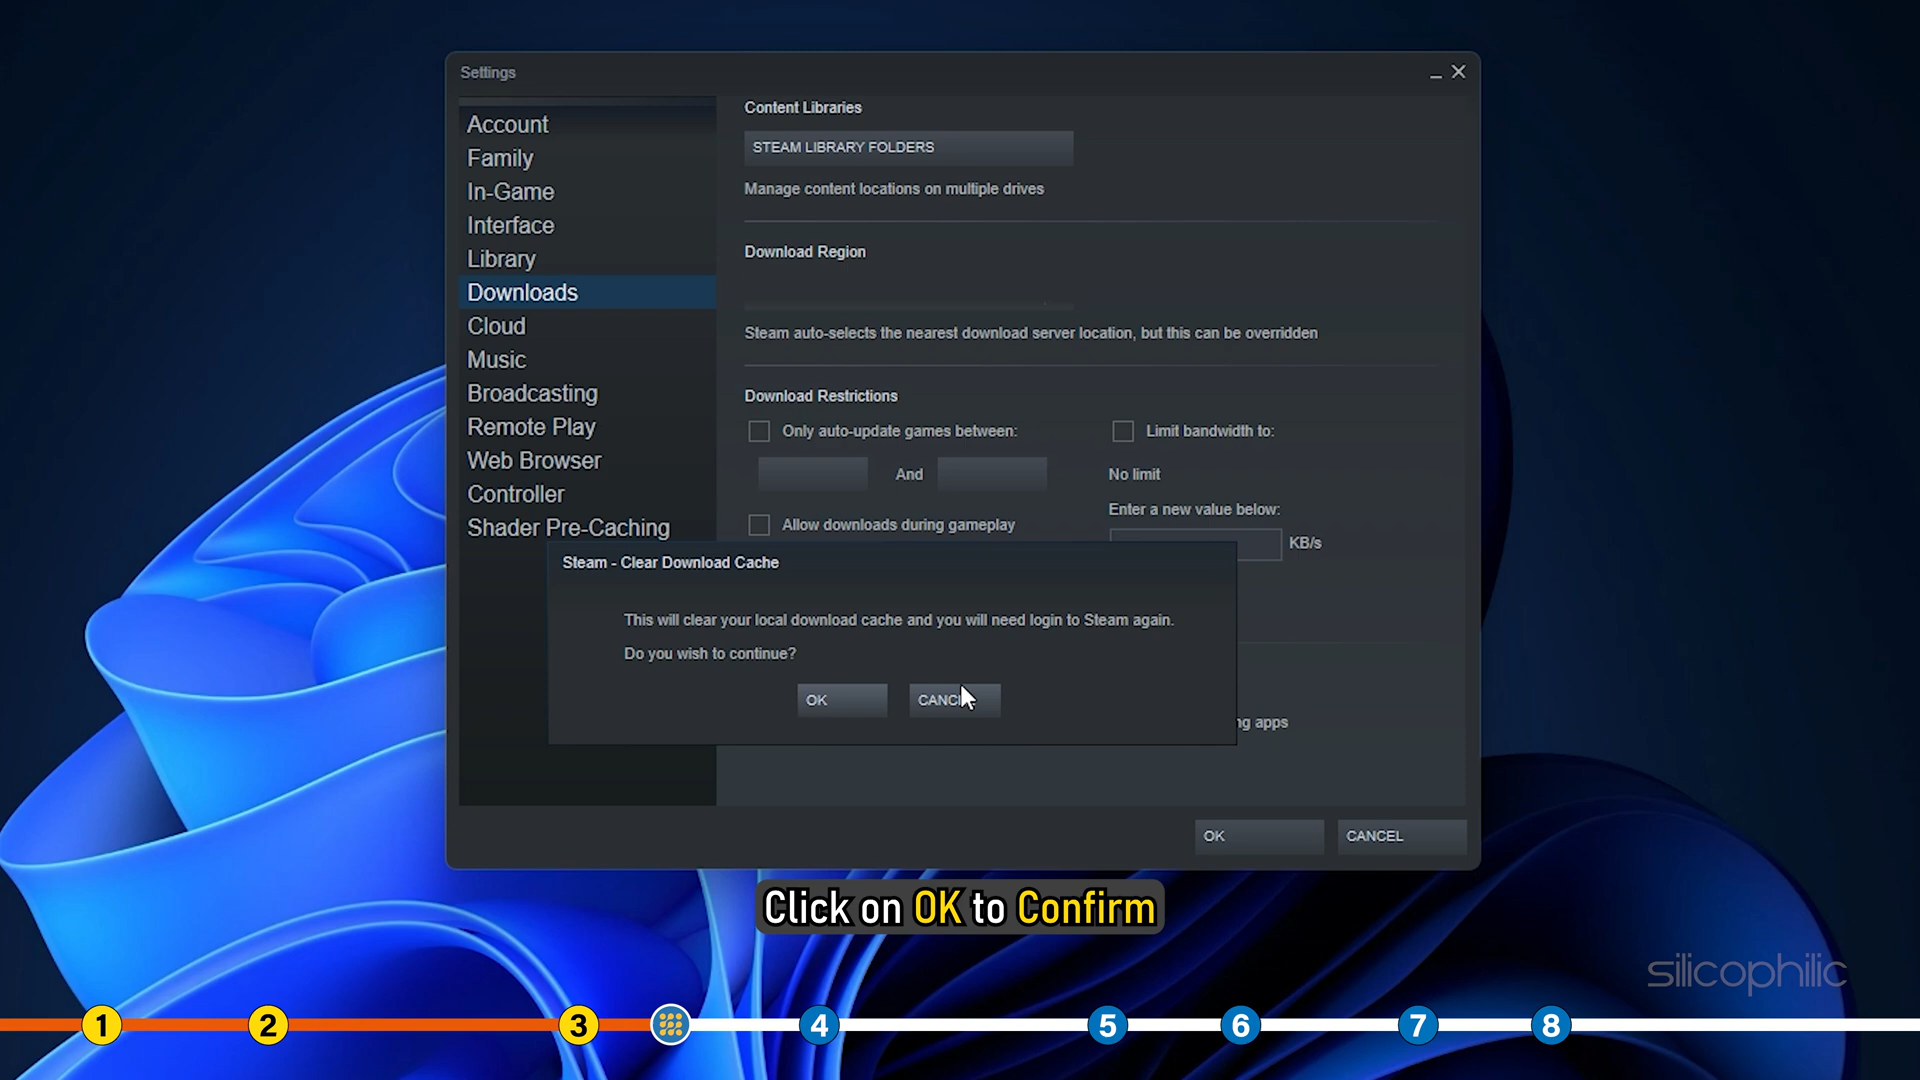 Settings
Account
Family
In-Game
Interface
Library
Downloads
Cloud
Music
Broadcasting
Remote Play
Web Browser
Controller
Shader Pre-Caching
Content Libraries
STEAM LIBRARY FOLDERS
Manage content locations on multiple drives
Download Region
Steam auto-selects the nearest download server location, but this can be overridden
Download Restrictions
Only auto-update games between:
And
Allow downloads during gameplay
Limit bandwidth to:
No limit
Enter a new value below:
KB/s
Steam - Clear Download Cache
This will clear your local download cache and you will need login to Steam again.
Do you wish to continue?
OK
apps
OK CANCEL
Click on OK to Confirm
silicophilic
1 2 3 4 5 6 7 8